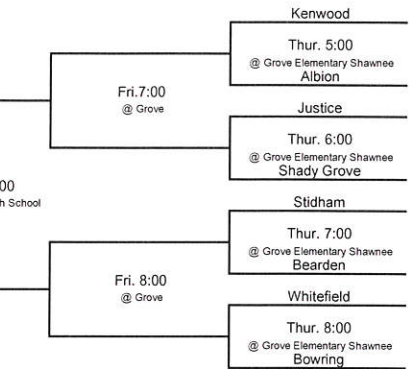 Kenwood
Thur. 5:00
@ Grove Elementary Shawnee
Albion
Fri.7:00
@ Grove
Justice
Thur. 6:00
@ Grove Elementary Shawnee
Shady Grove
00
h School
Stidham
Thur. 7:00
@ Grove Elementary Shawnee
Bearden
Fri. 8:00
@ Grove
Whitefield
Thur. 8:00
@ Grove Elementary Shawnee
Bowring